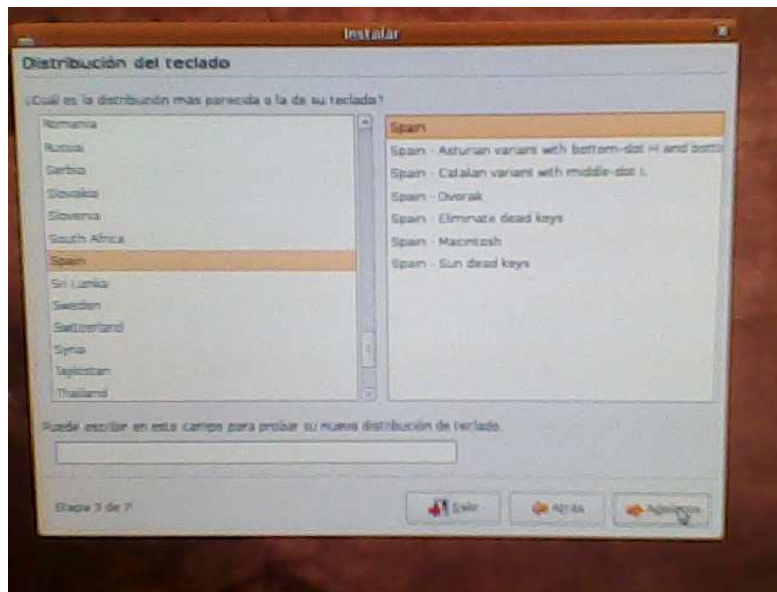 Instalar
Distribución del teclado
¿Cuál es la distribución más parecida a la de su teclado?
Romania
Russia
Serbia
Slovakia
Slovenia
South Africa
Spain
Sri Lanka
Sweden
Switzerland
Syria
Tajikistan
Thailand
Spain
Spain - Asturian variant with bottom-dot H and botto
Spain - Catalan variant with middle-dot L
Spain - Dvorak
Spain - Eliminate dead keys
Spain - Macintosh
Spain - Sun dead keys
Puede escribir en este campo para probar su nueva distribución de teclado.
Etapa 3 de 7
Salir
Atrás
Adelante